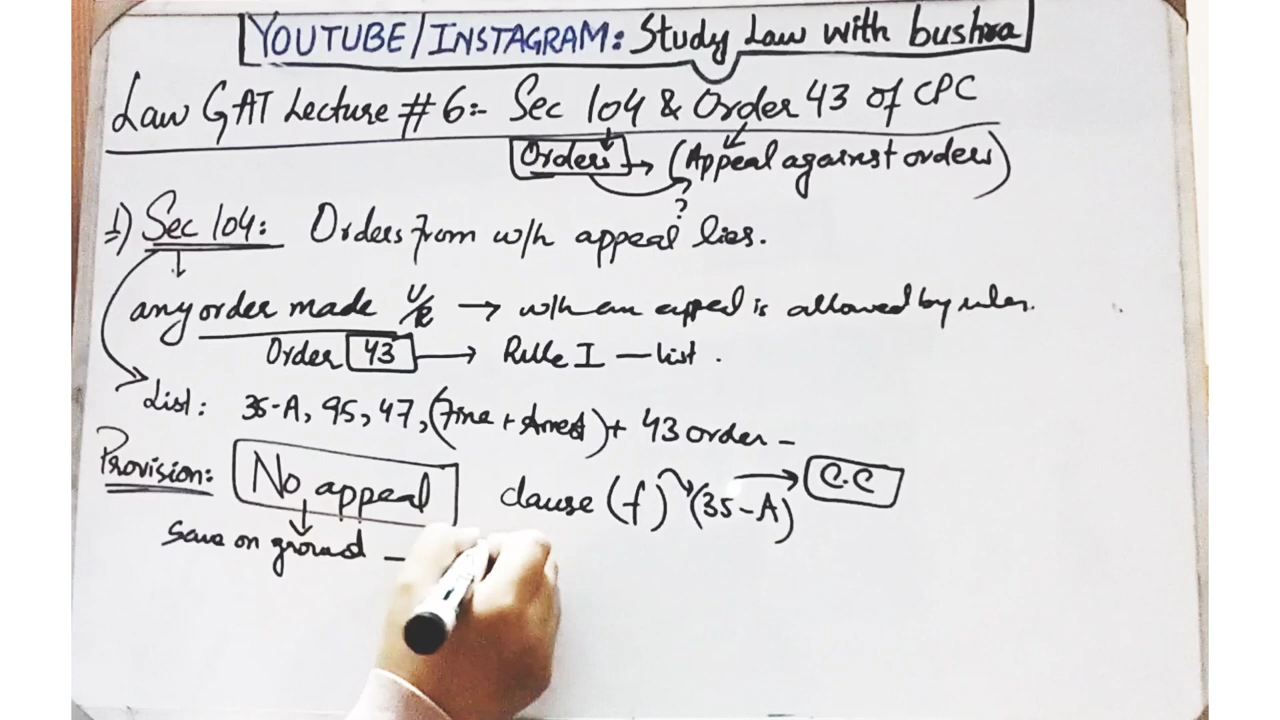 YOUTUBE/INSTAGRAM: Study Law with bushra
Law GAT Lecture # 6:- Sec 104 & Order 43 of CPC
Orders → (Appeal against orders)
?
1) Sec 104: Orders from w/h appeal lies.
any order made U/R → w/h an appeal is allowed by rules.
Order 43 → Rule I — list .
List: 35-A, 95, 47, (Fine + Arrest) + 43 order -
Provision: No appeal clause (f) (35-A) → C.C
Save on ground -